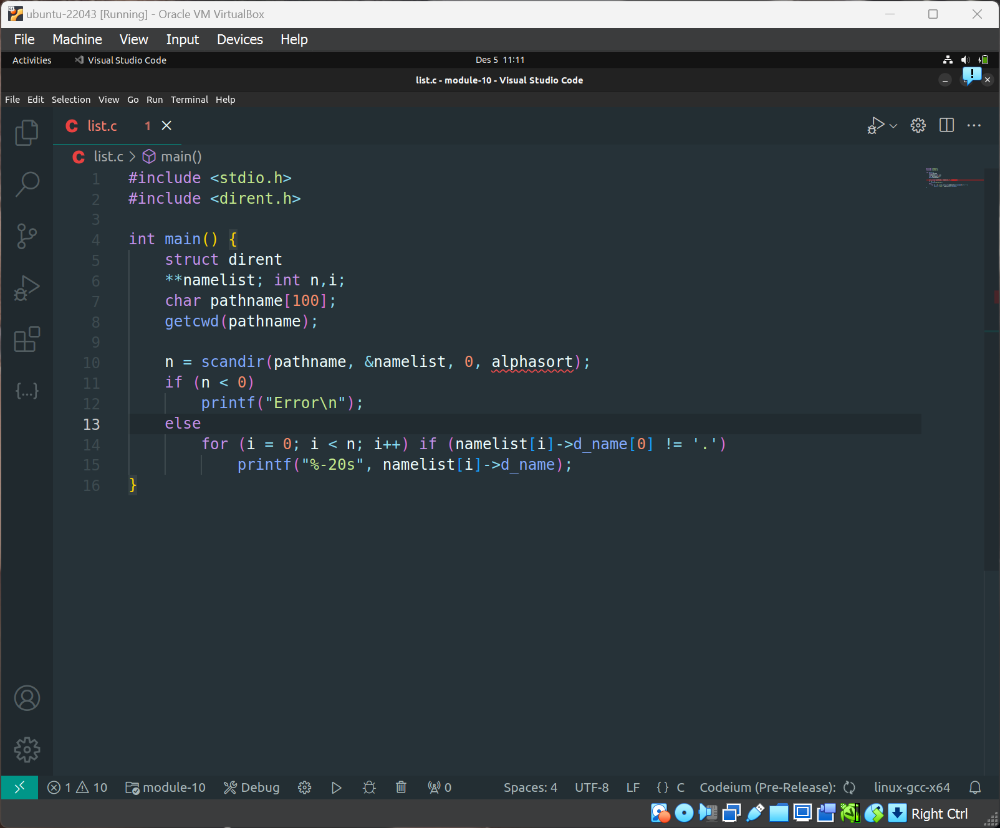 ubuntu-22043 [Running] - Oracle VM VirtualBox
File Machine View Input Devices Help
Activities Visual Studio Code Des 5 11:11
list.c - module-10 - Visual Studio Code
File Edit Selection View Go Run Terminal Help
C list.c 1
C list.c > main()
1 #include <stdio.h>
2 #include <dirent.h>
3
4 int main() {
5 struct dirent
6 **namelist; int n,i;
7 char pathname[100];
8 getcwd(pathname);
9
10 n = scandir(pathname, &namelist, 0, alphasort);
11 if (n < 0)
12 printf("Error\n");
13 else
14 for (i = 0; i < n; i++) if (namelist[i]->d_name[0] != '.')
15 printf("%-20s", namelist[i]->d_name);
16 }
1 10 module-10 Debug 0 Spaces: 4 UTF-8 LF {} C Codeium (Pre-Release): linux-gcc-x64
Right Ctrl